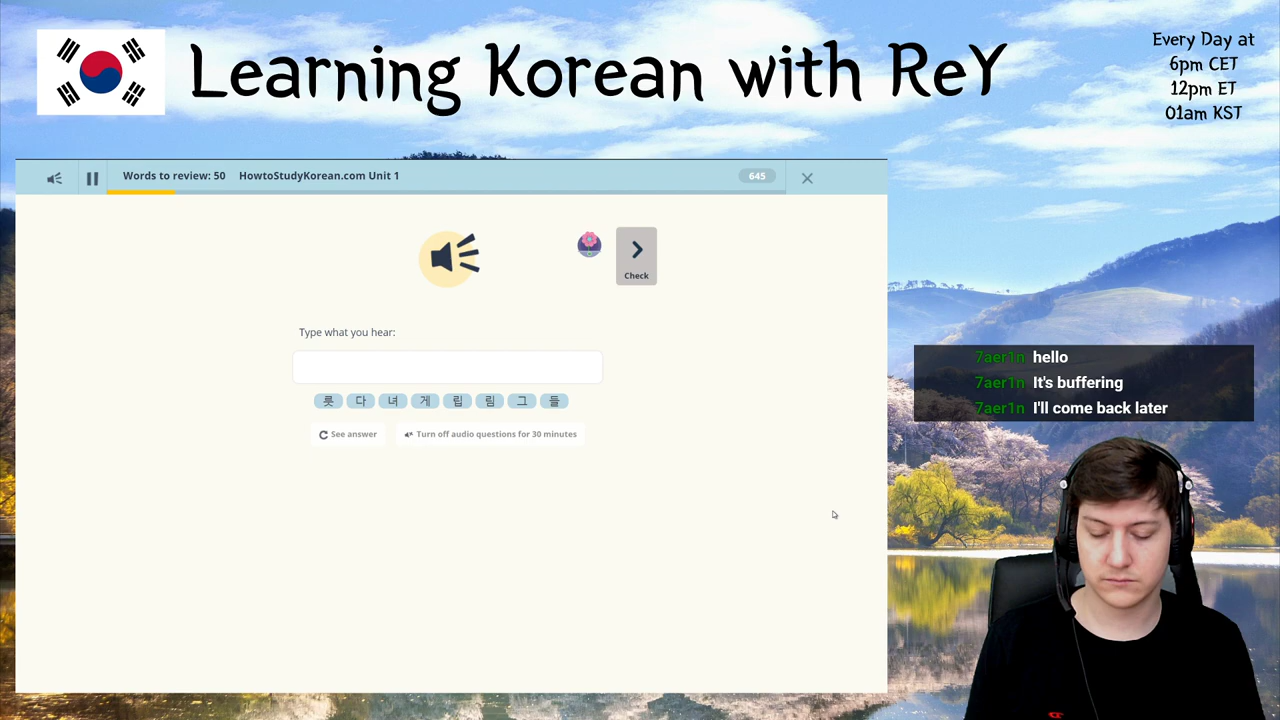 Learning Korean with ReY
Every Day at
6pm CET
12pm ET
01am KST
Words to review: 50 HowtoStudyKorean.com Unit 1
645
Check
Type what you hear:
릇 다 녀 게 립 림 그 들
See answer
Turn off audio questions for 30 minutes
7aer1n hello
7aer1n It's buffering
7aer1n I'll come back later